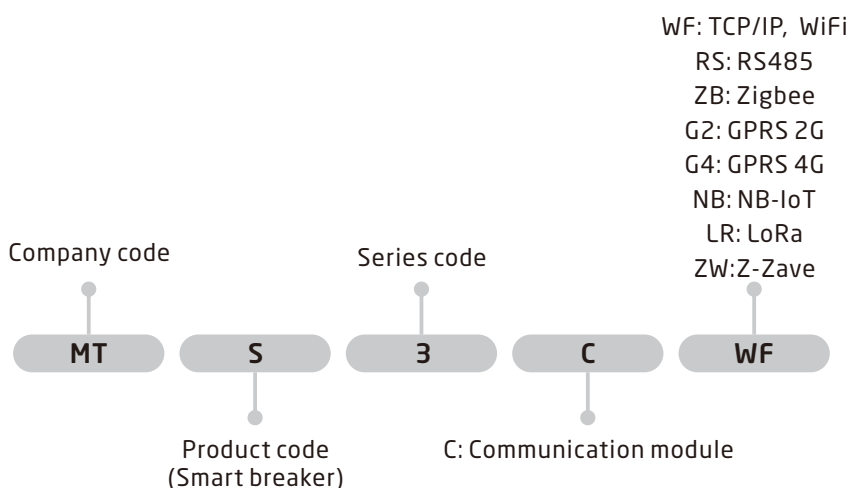 WF: TCP/IP, WiFi
RS: RS485
ZB: Zigbee
G2: GPRS 2G
G4: GPRS 4G
NB: NB-IoT
LR: LoRa
ZW:Z-Zave
Company code
Series code
MT
S
3
C
WF
Product code
(Smart breaker)
C: Communication module